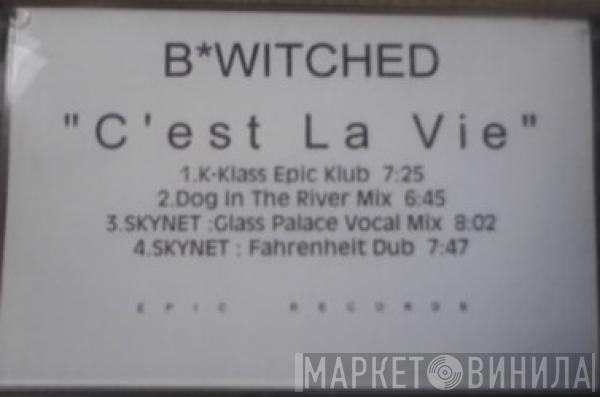 B*WITCHED
"C'est La Vie"
1.K-Klass Epic Klub 7:25
2.Dog In The River Mix 6:45
3.SKYNET :Glass Palace Vocal Mix 8:02
4.SKYNET : Fahrenheit Dub 7:47
EPIC RECORDS
МАРКЕТ ВИНИЛА